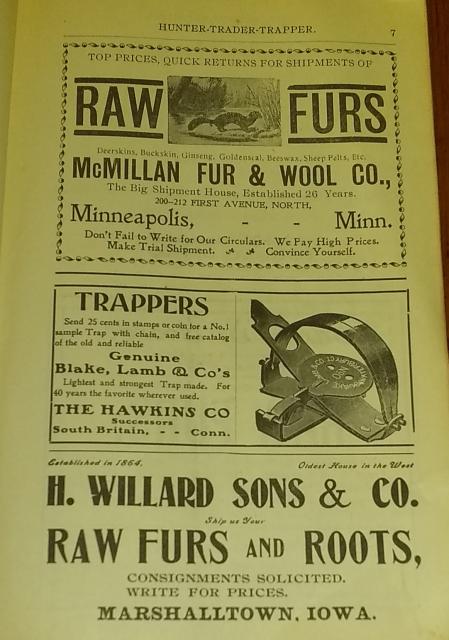 HUNTER-TRADER-TRAPPER. 7
TOP PRICES, QUICK RETURNS FOR SHIPMENTS OF
RAW FURS
Deerskins, Buckskin, Ginseng, Goldenseal, Beeswax, Sheep Pelts, Etc.
McMILLAN FUR & WOOL CO.,
The Big Shipment House, Established 26 Years.
200-212 FIRST AVENUE, NORTH,
Minneapolis, - - Minn.
Don't Fail to Write for Our Circulars. We Pay High Prices.
Make Trial Shipment. Convince Yourself.
TRAPPERS
Send 25 cents in stamps or coin for a No. 1
sample Trap with chain, and free catalog
of the old and reliable
Genuine
Blake, Lamb & Co's
Lightest and strongest Trap made. For
40 years the favorite wherever used.
THE HAWKINS CO
Successors
South Britain, - - Conn.
Established in 1864. Oldest House in the West
H. WILLARD SONS & CO.
Ship us Your
RAW FURS AND ROOTS,
CONSIGNMENTS SOLICITED.
WRITE FOR PRICES.
MARSHALLTOWN, IOWA.